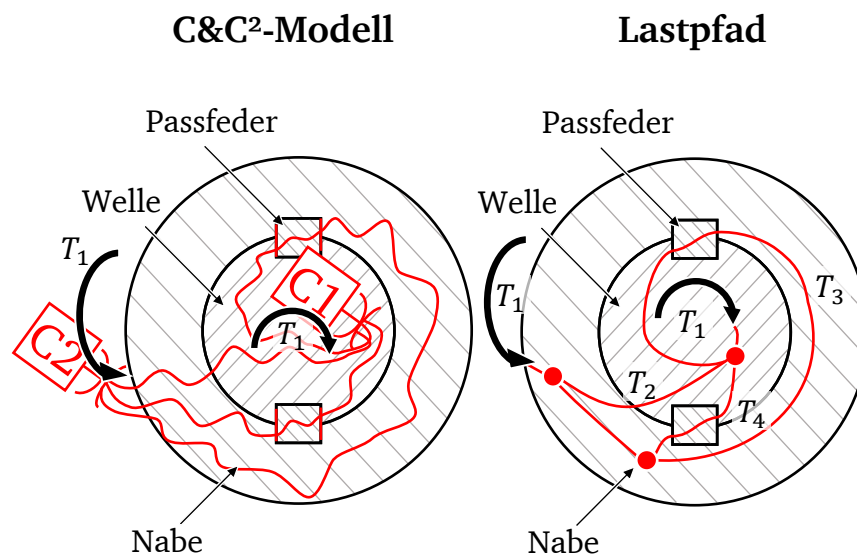 C&C²-Modell
Passfeder
Welle
T₁
C1
T₁
C2
Nabe
Lastpfad
Passfeder
Welle
T₁
T₁
T₃
T₂
T₄
Nabe